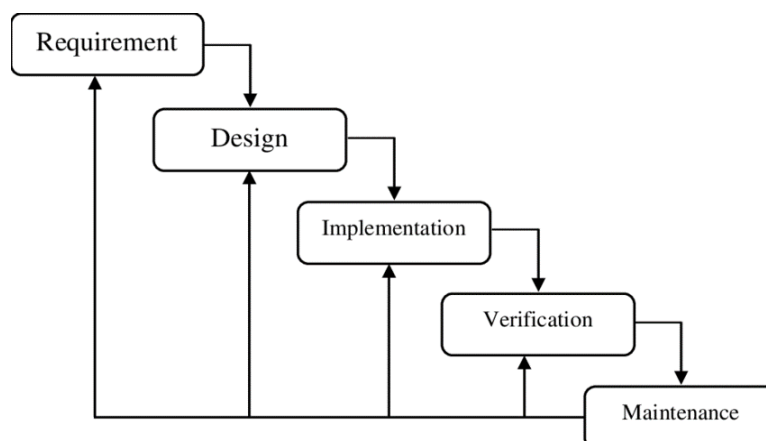 Requirement
Design
Implementation
Verification
Maintenance